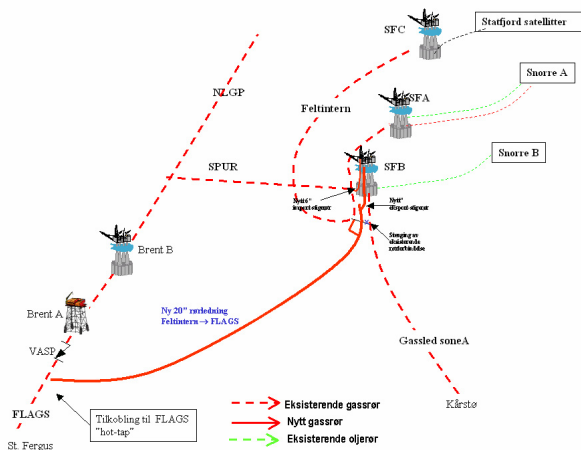 SFC
Statfjord satellitter
NLGP
Feltintern
SFA
Snorre A
SPUR
SFB
Snorre B
Brent B
Stenging av
eksisterende
Ny 20" rørledning
Feltintern → FLAGS
Brent A
VASP
Gassled soneA
FLAGS
Tilkobling til FLAGS
"hot-tap"
St. Fergus
Kårstø
Eksisterende gassrør
Nytt gassrør
Eksisterende oljerør